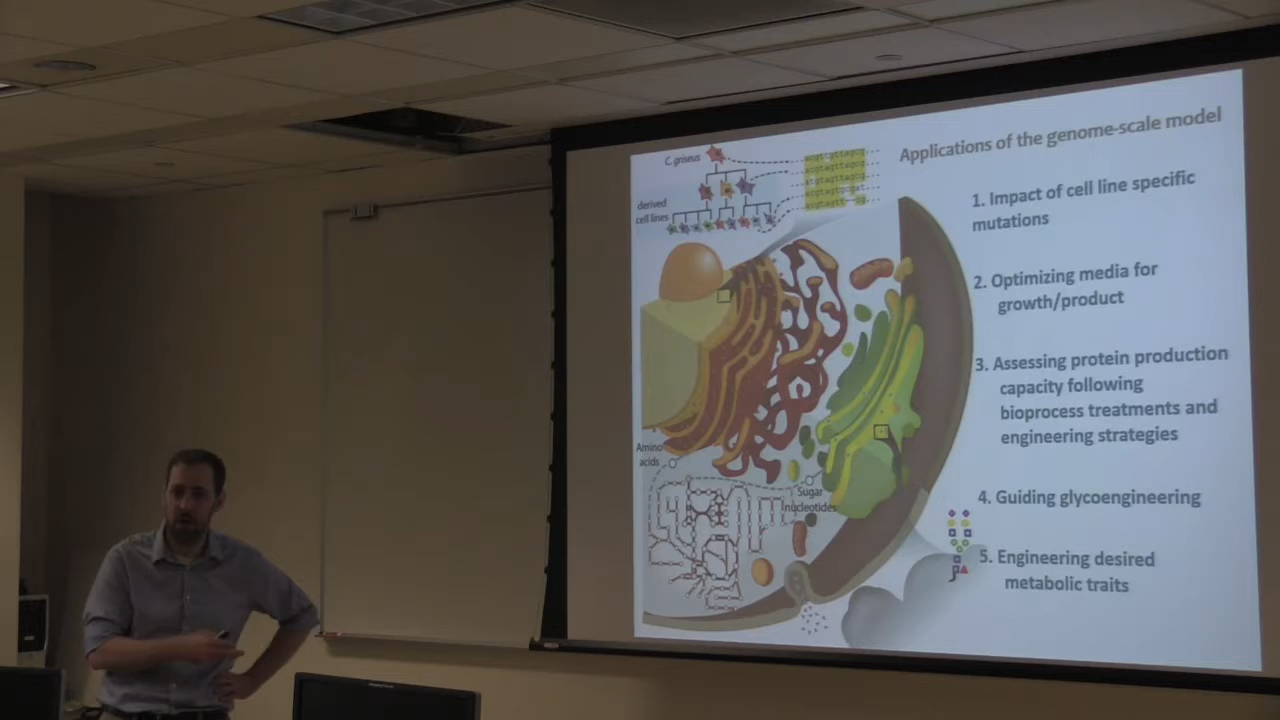 Applications of the genome-scale model
C. griseus
derived
cell lines
1. Impact of cell line specific
mutations
2. Optimizing media for
growth/product
3. Assessing protein production
capacity following
bioprocess treatments and
engineering strategies
Amino
acids
Sugar
nucleotides
4. Guiding glycoengineering
5. Engineering desired
metabolic traits